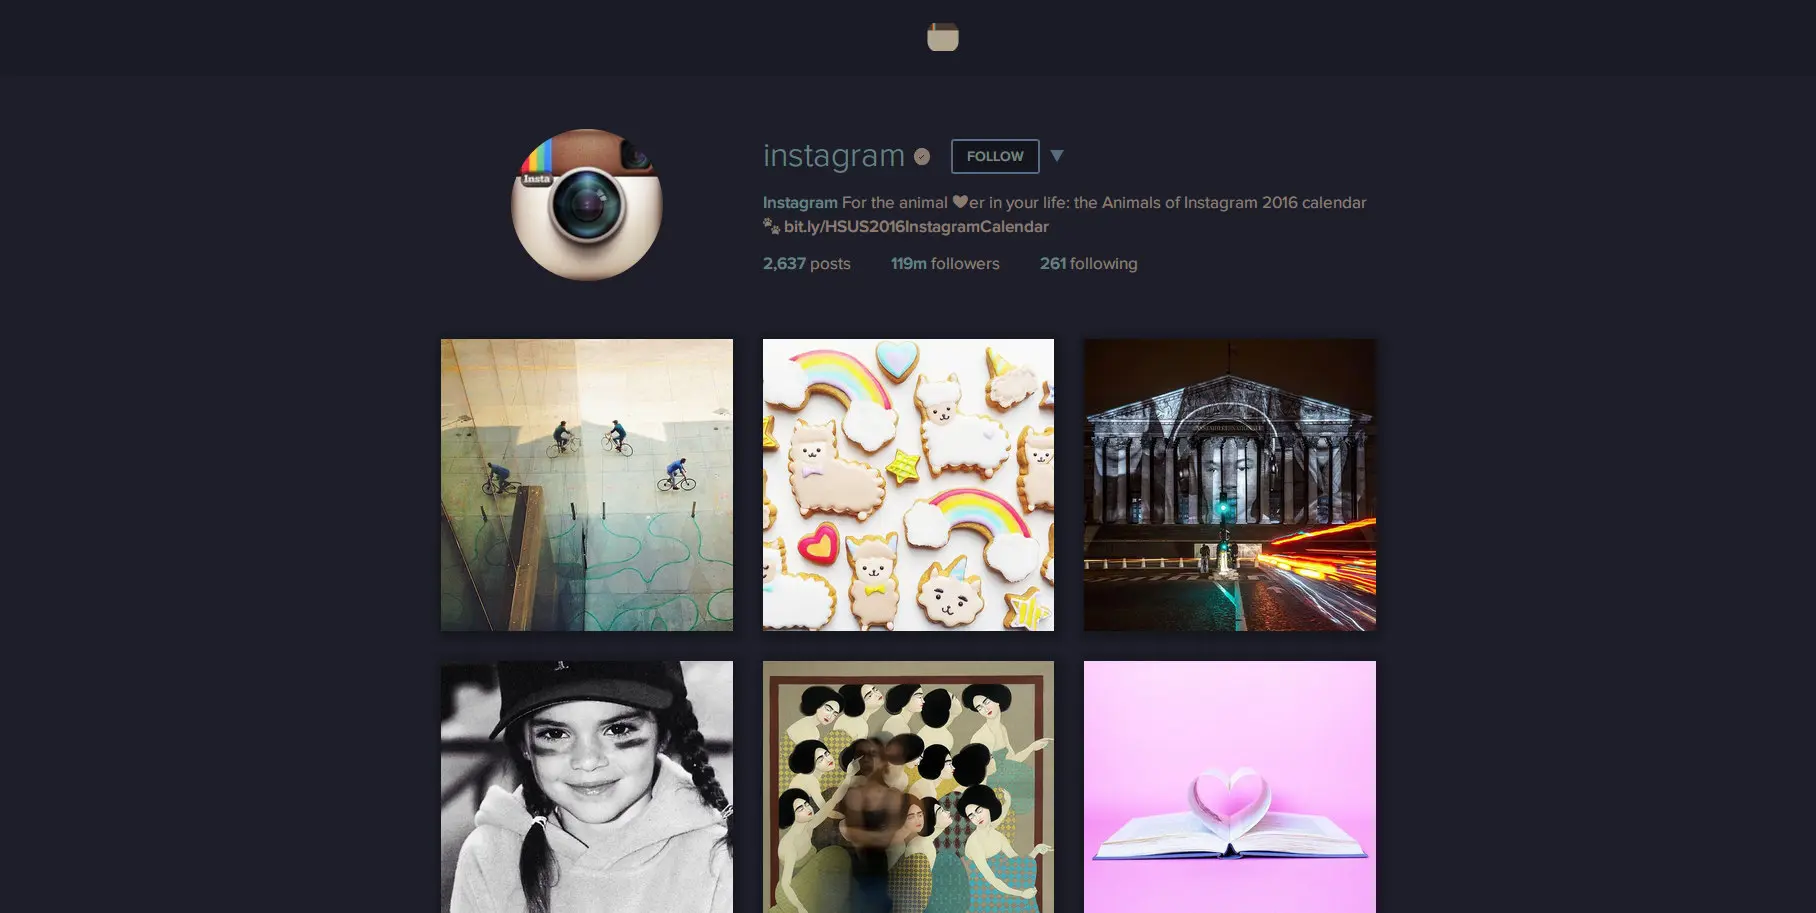 Insta
instagram FOLLOW
Instagram For the animal 🖤er in your life: the Animals of Instagram 2016 calendar
🐾 bit.ly/HSUS2016InstagramCalendar
2,637 posts 119m followers 261 following